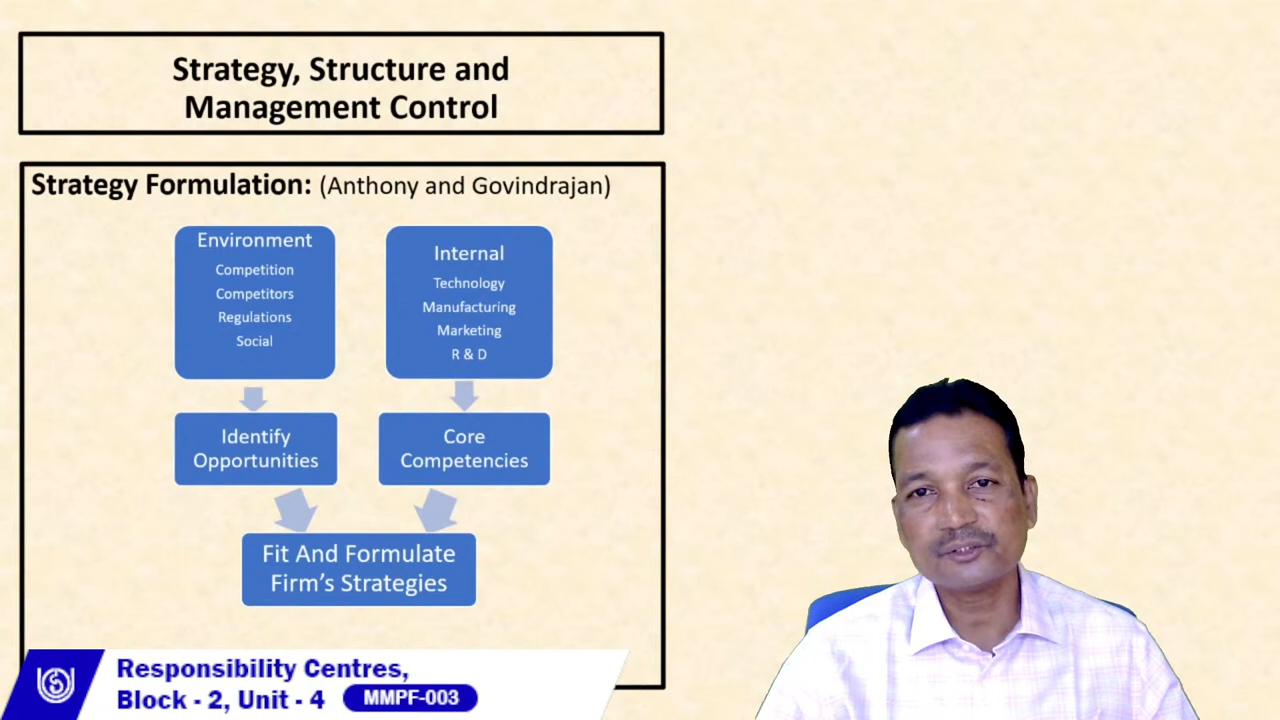 Strategy, Structure and
Management Control
Strategy Formulation: (Anthony and Govindrajan)
Environment
Competition
Competitors
Regulations
Social
Internal
Technology
Manufacturing
Marketing
R & D
Identify
Opportunities
Core
Competencies
Fit And Formulate
Firm's Strategies
Responsibility Centres,
Block - 2, Unit - 4 MMPF-003